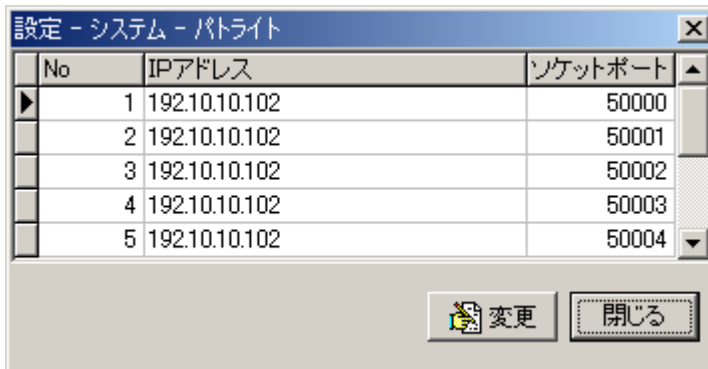 設定 - システム - パトライト
No IPアドレス ソケットポート
1 192.10.10.102 50000
2 192.10.10.102 50001
3 192.10.10.102 50002
4 192.10.10.102 50003
5 192.10.10.102 50004
変更 閉じる